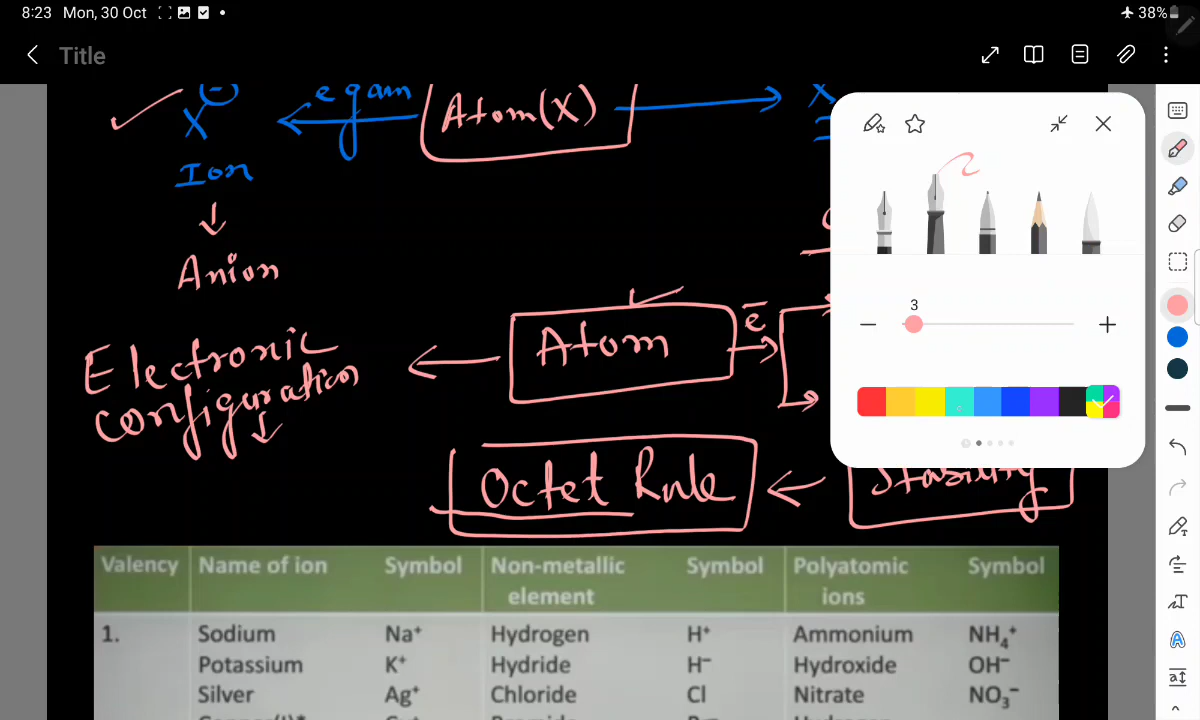 8:23 Mon, 30 Oct
38%
Title
e gain
Atom(X)
X
X
Ion
Anion
3
Atom
e
Electronic
configuration
Octet Rule
Stability
Valency Name of ion Symbol Non-metallic element Symbol Polyatomic ions Symbol
1. Sodium Na⁺ Hydrogen H⁺ Ammonium NH₄⁺
Potassium K⁺ Hydride H⁻ Hydroxide OH⁻
Silver Ag⁺ Chloride Cl Nitrate NO₃⁻